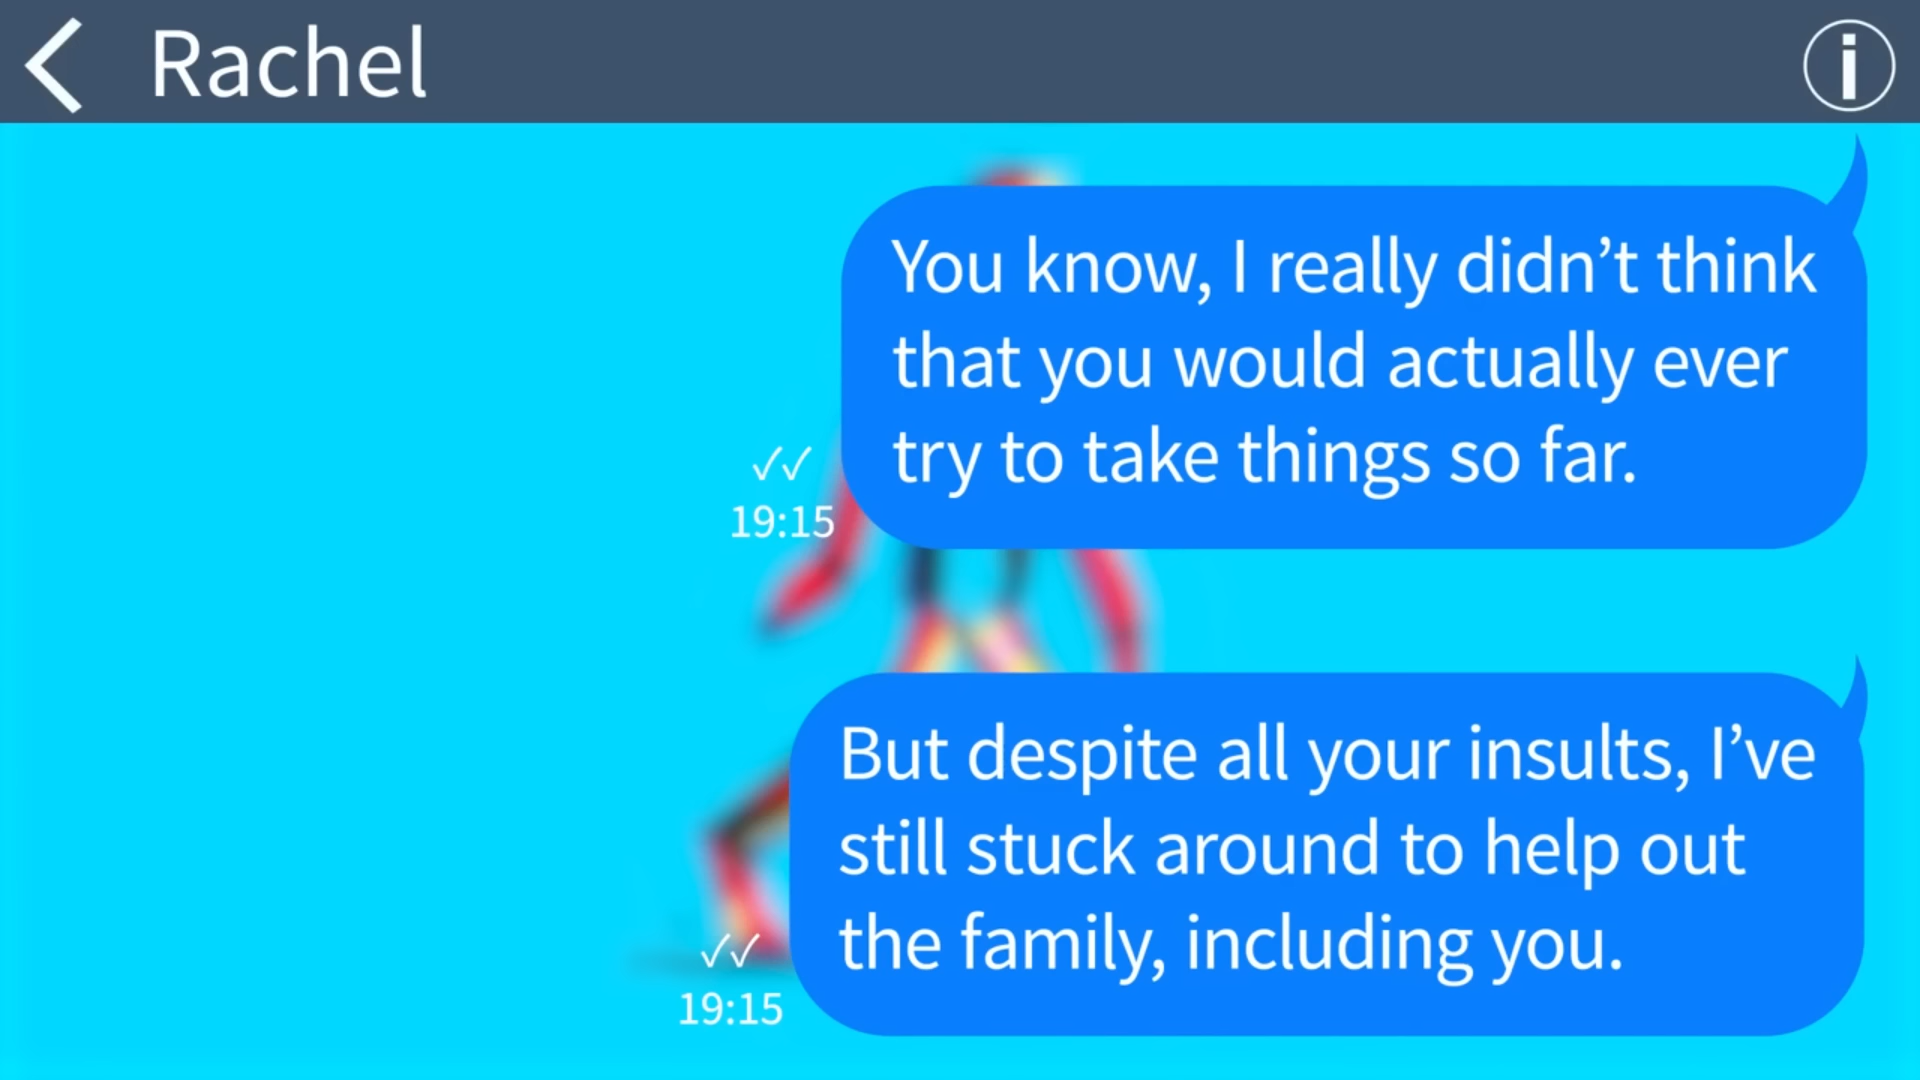 Rachel
You know, I really didn’t think
that you would actually ever
try to take things so far.
19:15
But despite all your insults, I’ve
still stuck around to help out
the family, including you.
19:15